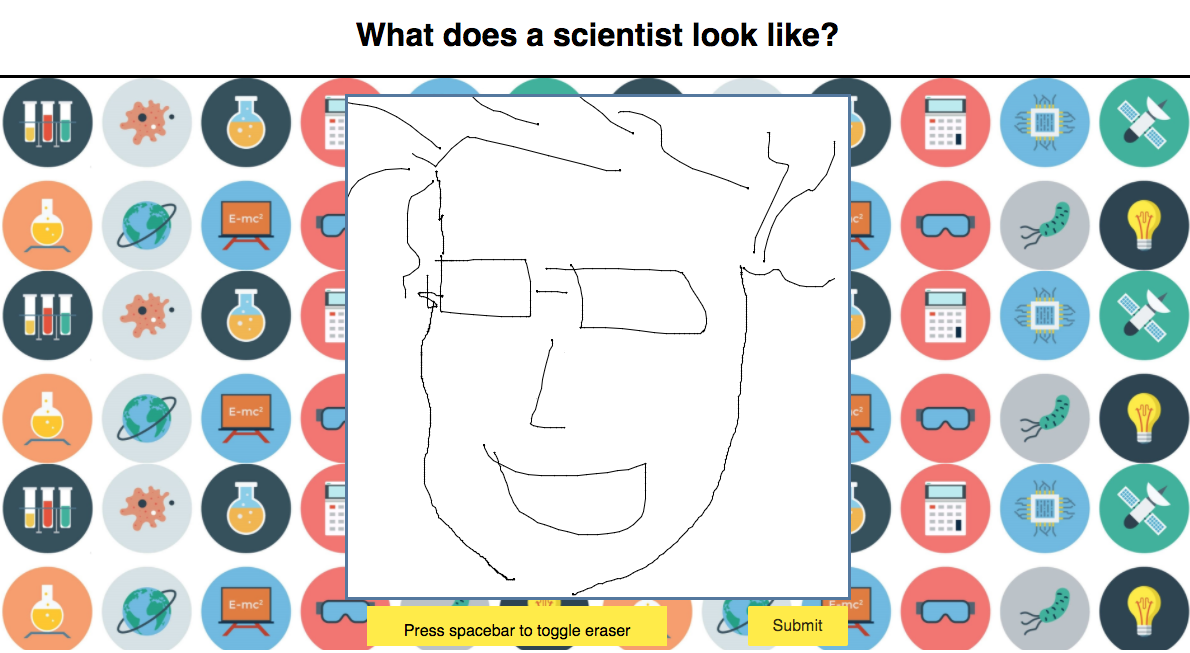 What does a scientist look like?
E=mc²
E=mc²
E=mc²
Press spacebar to toggle eraser
Submit